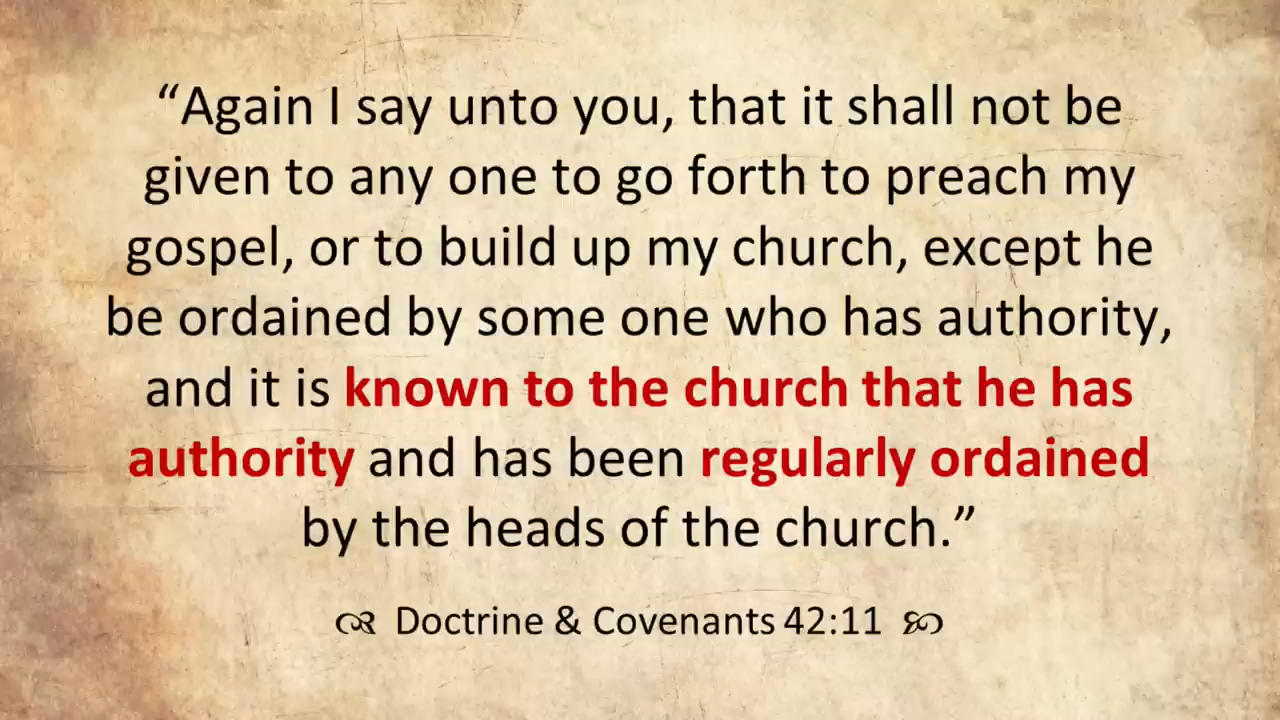 “Again I say unto you, that it shall not be
given to any one to go forth to preach my
gospel, or to build up my church, except he
be ordained by some one who has authority,
and it is known to the church that he has
authority and has been regularly ordained
by the heads of the church.”
Doctrine & Covenants 42:11